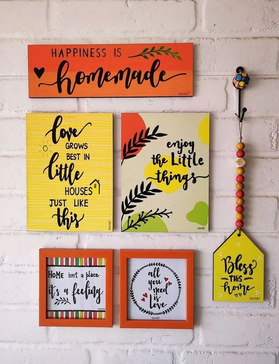 HAPPINESS IS
homemade
love
GROWS
BEST IN
little
HOUSES
JUST LIKE
this
enjoy
the Little
things
Bless
THIS
home
HOME isn't a place
it's a feeling
all
you
need
is
love